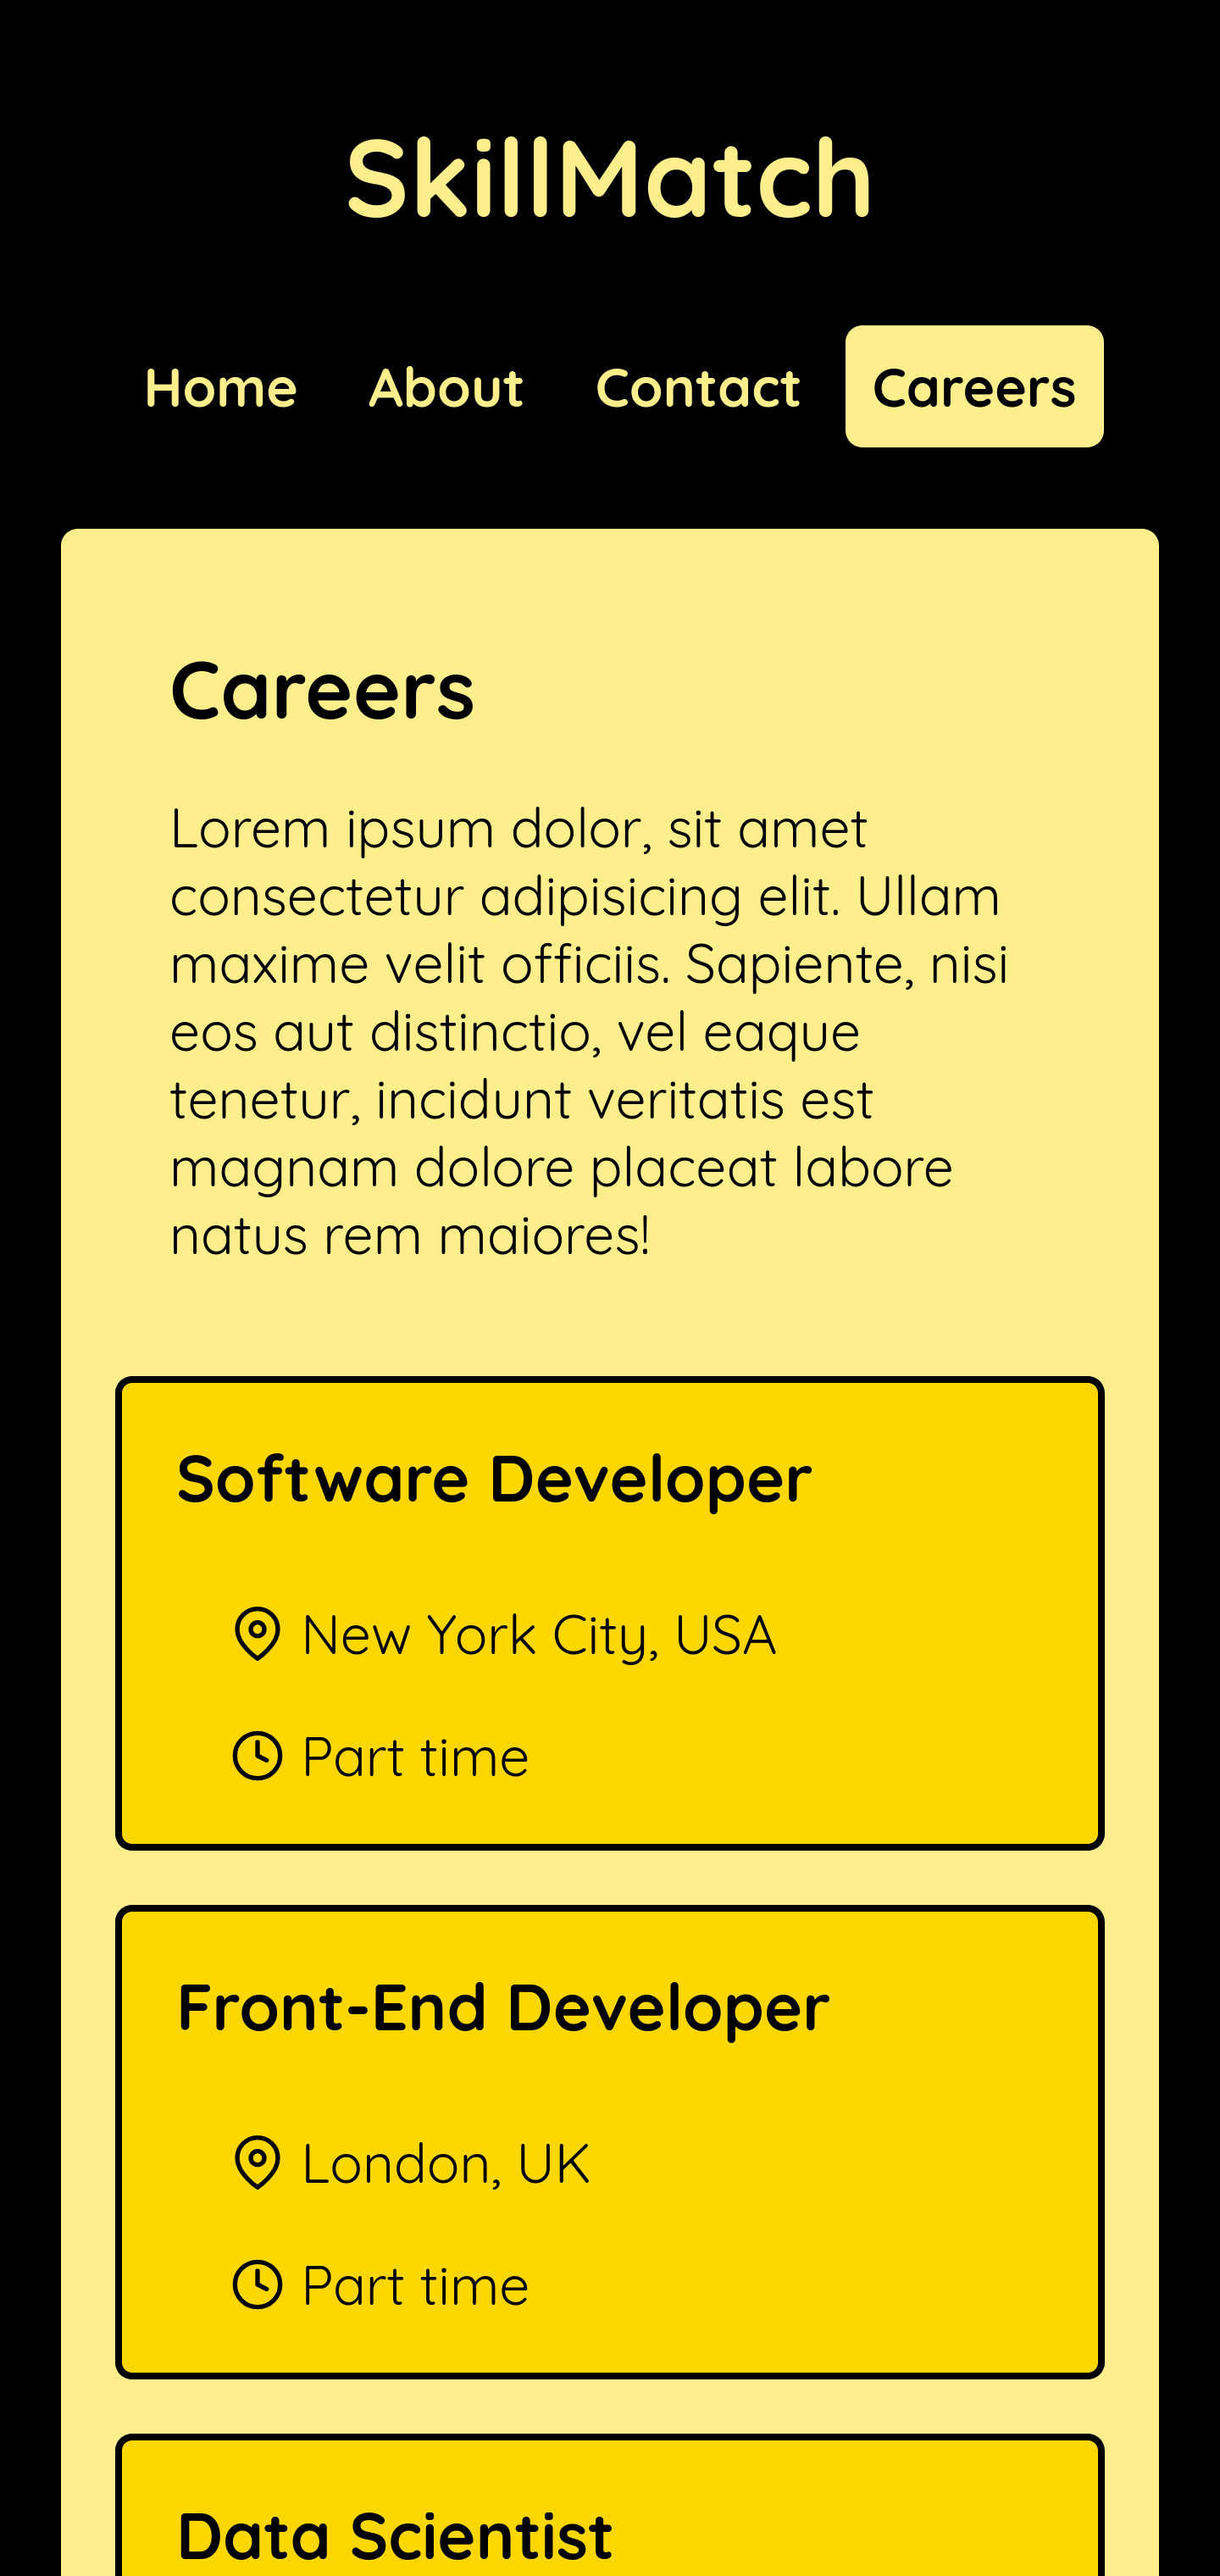 SkillMatch
Home About Contact Careers
Careers
Lorem ipsum dolor, sit amet
consectetur adipisicing elit. Ullam
maxime velit officiis. Sapiente, nisi
eos aut distinctio, vel eaque
tenetur, incidunt veritatis est
magnam dolore placeat labore
natus rem maiores!
Software Developer
New York City, USA
Part time
Front-End Developer
London, UK
Part time
Data Scientist